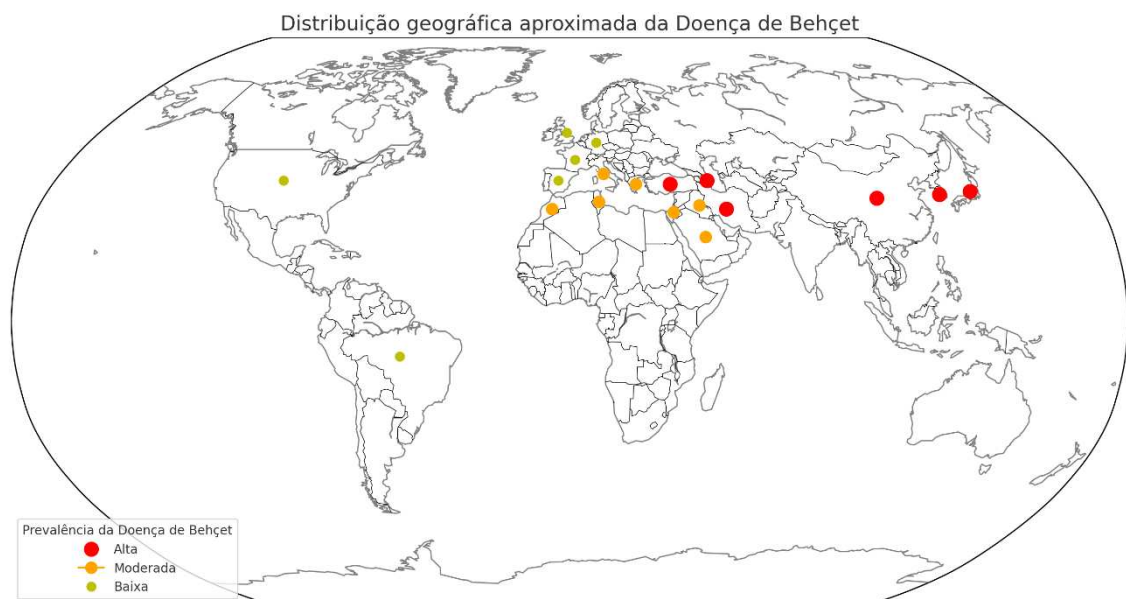 Distribuição geográfica aproximada da Doença de Behçet
Prevalência da Doença de Behçet
Alta
Moderada
Baixa